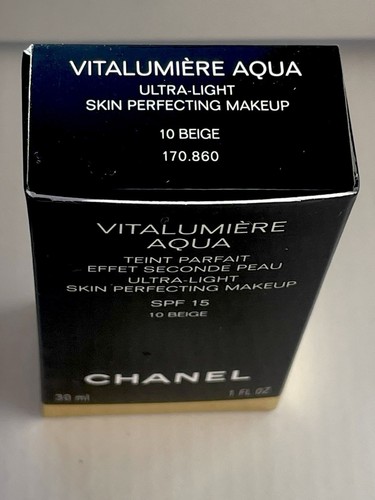 VITALUMIÈRE AQUA
ULTRA-LIGHT
SKIN PERFECTING MAKEUP
10 BEIGE
170.860
VITALUMIÈRE
AQUA
TEINT PARFAIT
EFFET SECONDE PEAU
ULTRA-LIGHT
SKIN PERFECTING MAKEUP
SPF 15
10 BEIGE
CHANEL
30 ml 1 FL OZ